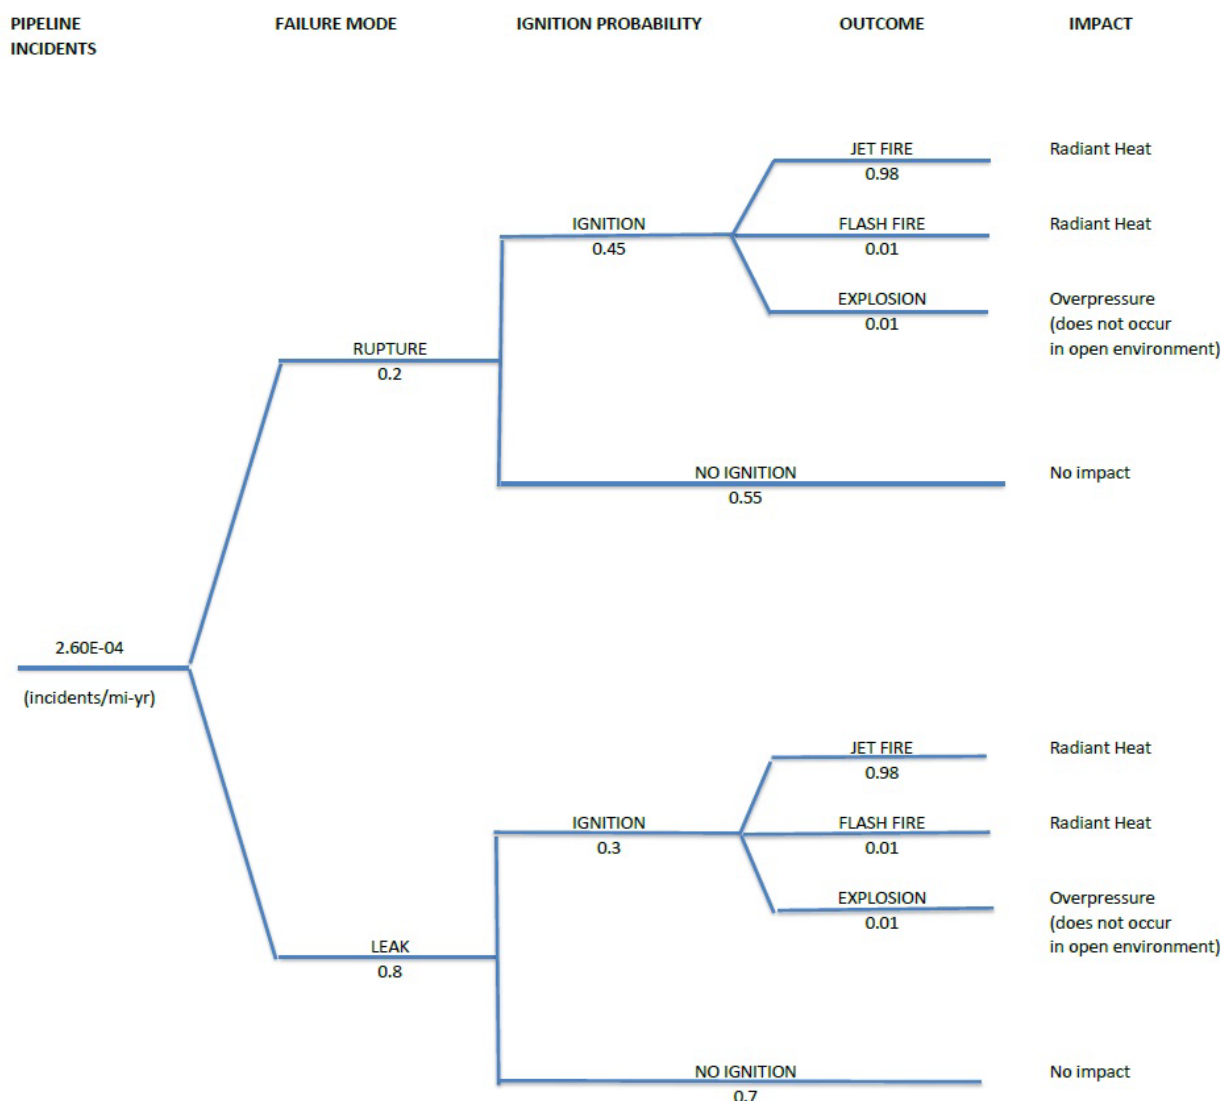 PIPELINE
INCIDENTS
FAILURE MODE
IGNITION PROBABILITY
OUTCOME
IMPACT
JET FIRE
0.98
Radiant Heat
IGNITION
0.45
FLASH FIRE
0.01
Radiant Heat
EXPLOSION
0.01
Overpressure
(does not occur
in open environment)
RUPTURE
0.2
NO IGNITION
0.55
No impact
2.60E-04
(incidents/mi-yr)
JET FIRE
0.98
Radiant Heat
IGNITION
0.3
FLASH FIRE
0.01
Radiant Heat
EXPLOSION
0.01
Overpressure
(does not occur
in open environment)
LEAK
0.8
NO IGNITION
0.7
No impact